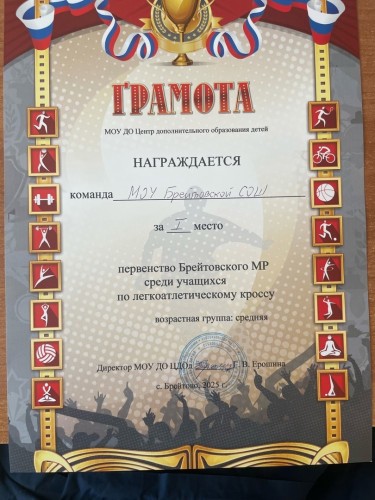 ГРАМОТА
МОУ ДО Центр дополнительного образования детей
НАГРАЖДАЕТСЯ
команда МОУ Брейтовской СОШ
за I место
первенство Брейтовского МР
среди учащихся
по легкоатлетическому кроссу
возрастная группа: средняя
Директор МОУ ДО ЦДОд Г. В. Ерошина
с. Брейтово, 2025 г.